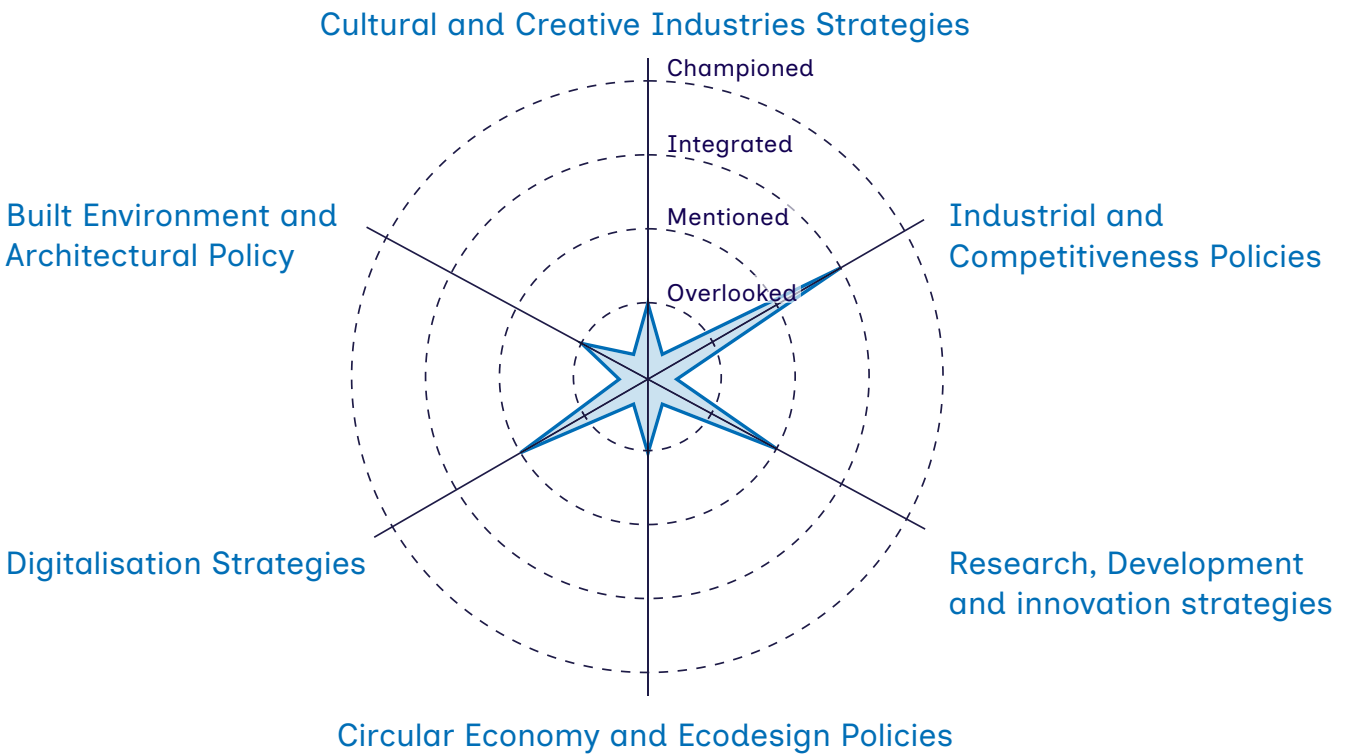 Cultural and Creative Industries Strategies
Championed
Integrated
Mentioned
Overlooked
Built Environment and
Architectural Policy
Industrial and
Competitiveness Policies
Digitalisation Strategies
Research, Development
and innovation strategies
Circular Economy and Ecodesign Policies